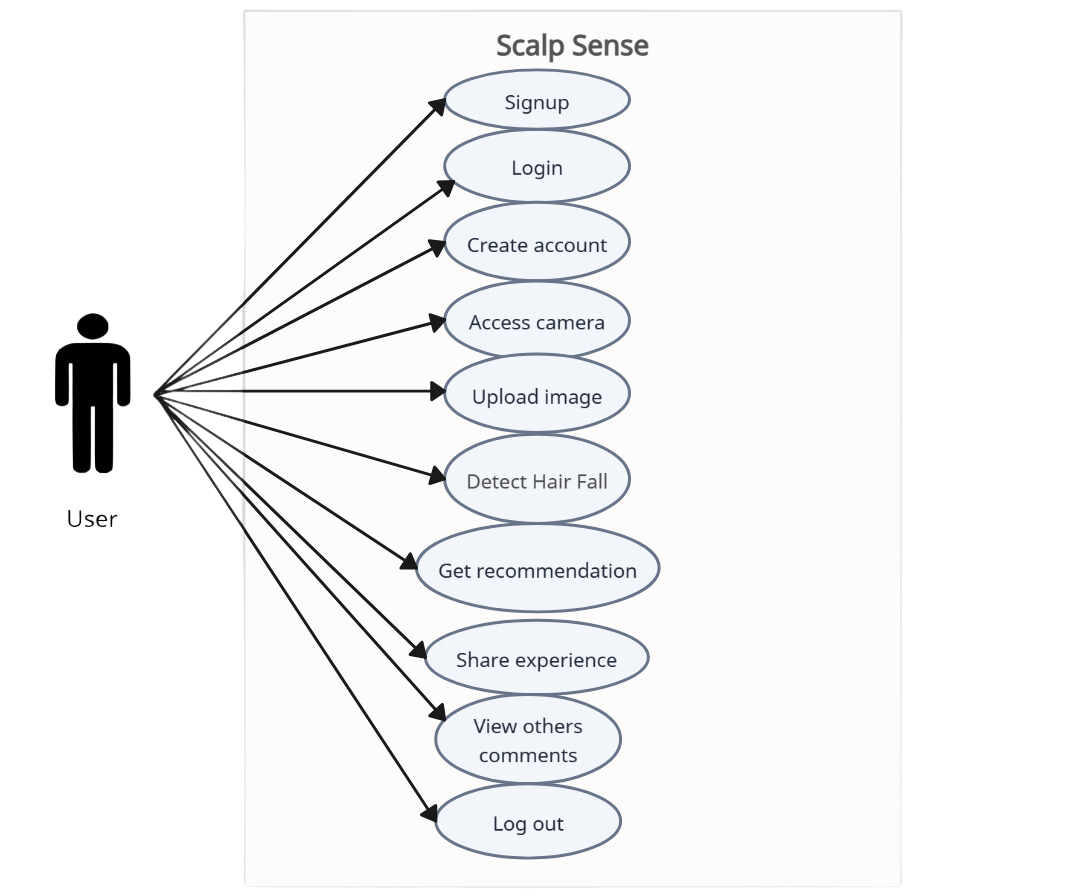 Scalp Sense
Signup
Login
Create account
Access camera
Upload image
Detect Hair Fall
User
Get recommendation
Share experience
View others
comments
Log out